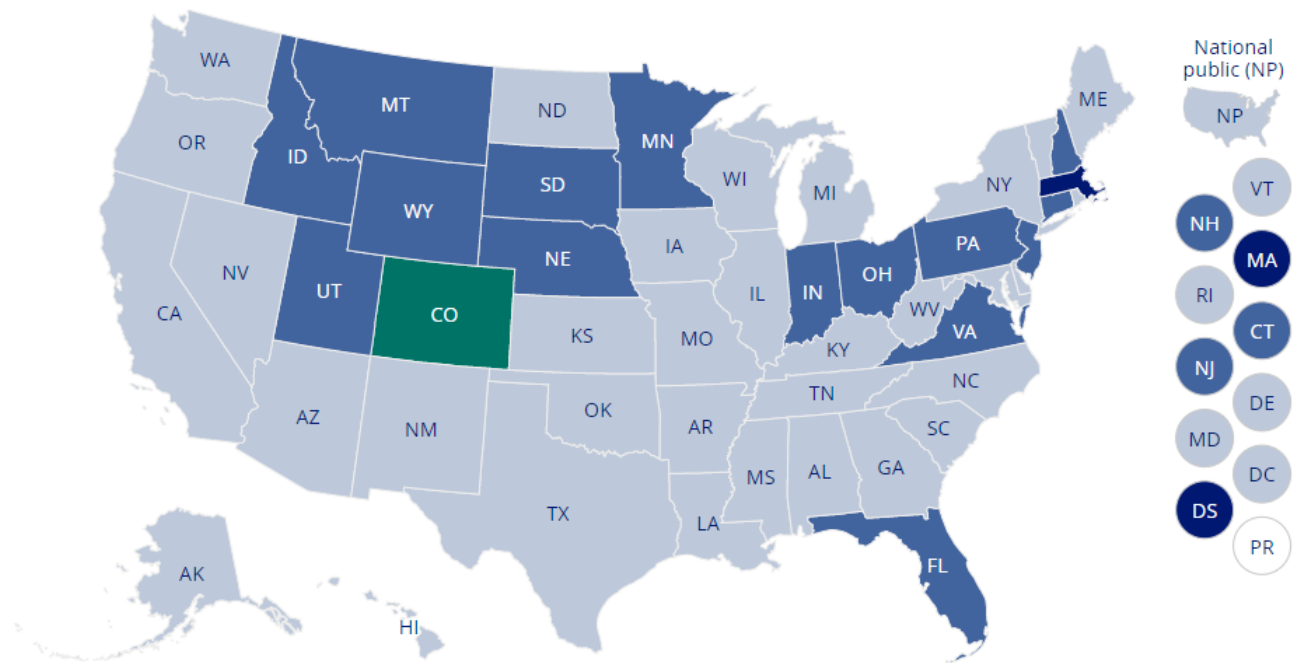 National
public (NP)
NP
WA
MT
ND
MN
ME
OR
ID
SD
WI
MI
NY
VT
WY
NH
NV
UT
NE
IA
PA
MA
CA
CO
IL
IN
OH
WV
RI
KS
MO
KY
VA
CT
NJ
AZ
NM
OK
AR
TN
NC
DE
SC
MD
MS
AL
GA
DC
TX
LA
DS
AK
FL
PR
HI